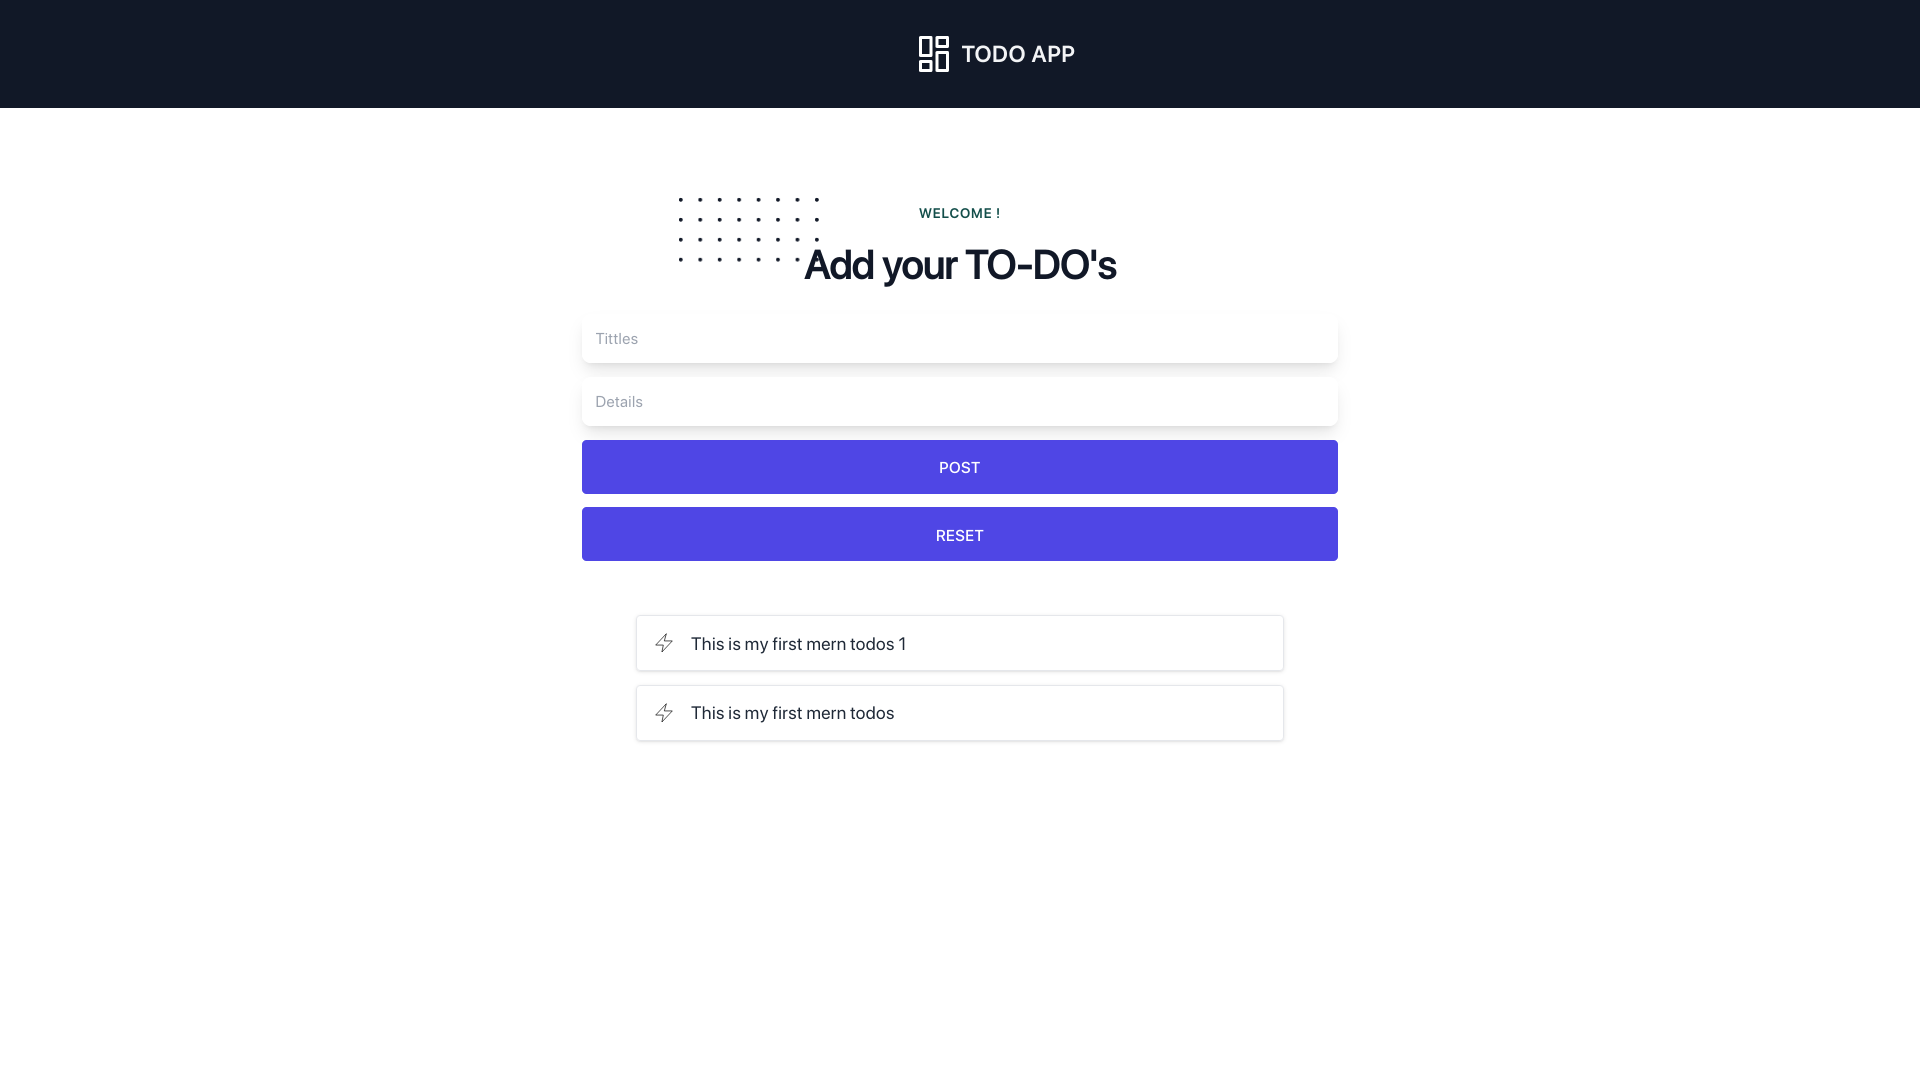 TODO APP
WELCOME !
Add your TO-DO's
Tittles
Details
POST
RESET
This is my first mern todos 1
This is my first mern todos